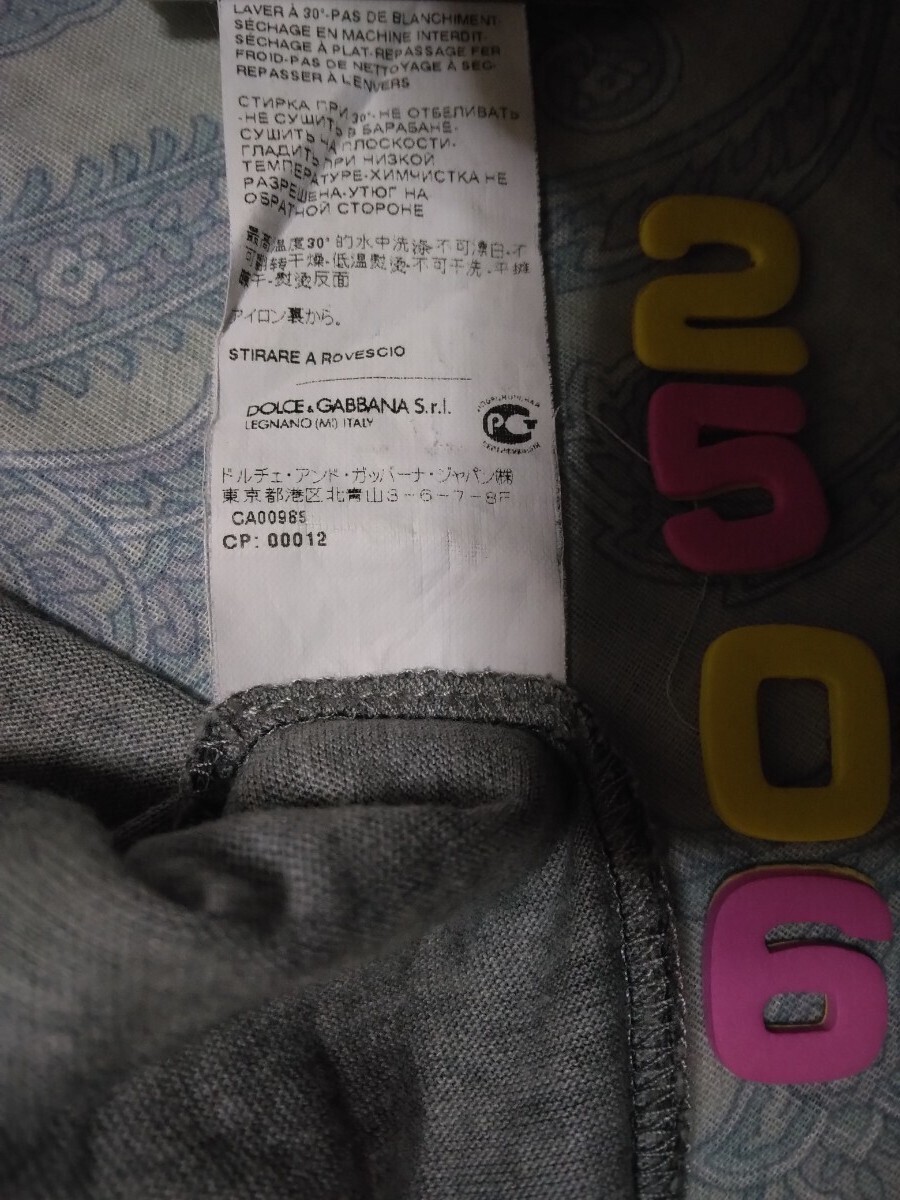 LAVER À 30°-PAS DE BLANCHIMENT-
SÉCHAGE EN MACHINE INTERDIT-
SÉCHAGE À PLAT-REPASSAGE FER
FROID-PAS DE NETTOYAGE À SEC-
REPASSER À L'ENVERS
СТИРКА ПРИ 30°-НЕ ОТБЕЛИВАТЬ
-НЕ СУШИТЬ В БАРАБАНЕ-
СУШИТЬ НА ПЛОСКОСТИ-
ГЛАДИТЬ ПРИ НИЗКОЙ
ТЕМПЕРАТУРЕ-ХИМЧИСТКА НЕ
РАЗРЕШЕНА-УТЮГ НА
ОБРАТНОЙ СТОРОНЕ
最高温度30°的水中洗涤-不可漂白-不
可翻转干燥-低温熨烫-不可干洗-平摊
晾干-熨烫反面
アイロン裏から。
STIRARE A ROVESCIO
DOLCE & GABBANA S.r.l.
LEGNANO (MI) ITALY
РСТ
ドルチェ・アンド・ガッバーナ・ジャパン㈱
東京都港区北青山3-6-7-8F
CA00965
CP: 00012
25
06